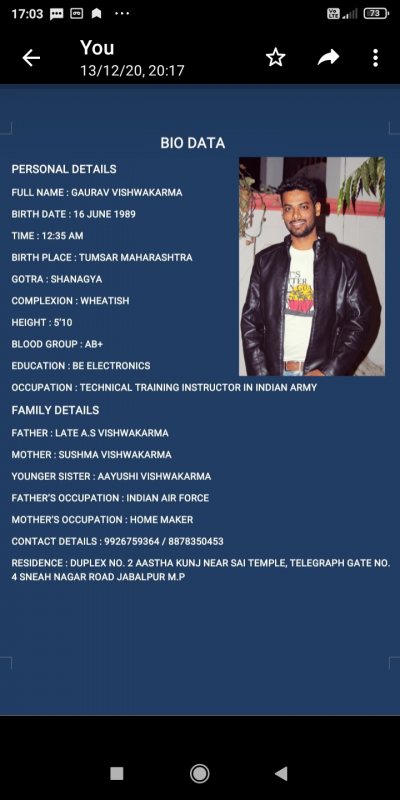 17:03
73
You
13/12/20, 20:17
BIO DATA
PERSONAL DETAILS
FULL NAME : GAURAV VISHWAKARMA
BIRTH DATE : 16 JUNE 1989
TIME : 12:35 AM
BIRTH PLACE : TUMSAR MAHARASHTRA
GOTRA : SHANAGYA
COMPLEXION : WHEATISH
HEIGHT : 5'10
BLOOD GROUP : AB+
EDUCATION : BE ELECTRONICS
OCCUPATION : TECHNICAL TRAINING INSTRUCTOR IN INDIAN ARMY
FAMILY DETAILS
FATHER : LATE A.S VISHWAKARMA
MOTHER : SUSHMA VISHWAKARMA
YOUNGER SISTER : AAYUSHI VISHWAKARMA
FATHER'S OCCUPATION : INDIAN AIR FORCE
MOTHER'S OCCUPATION : HOME MAKER
CONTACT DETAILS : 9926759364 / 8878350453
RESIDENCE : DUPLEX NO. 2 AASTHA KUNJ NEAR SAI TEMPLE, TELEGRAPH GATE NO.
4 SNEAH NAGAR ROAD JABALPUR M.P